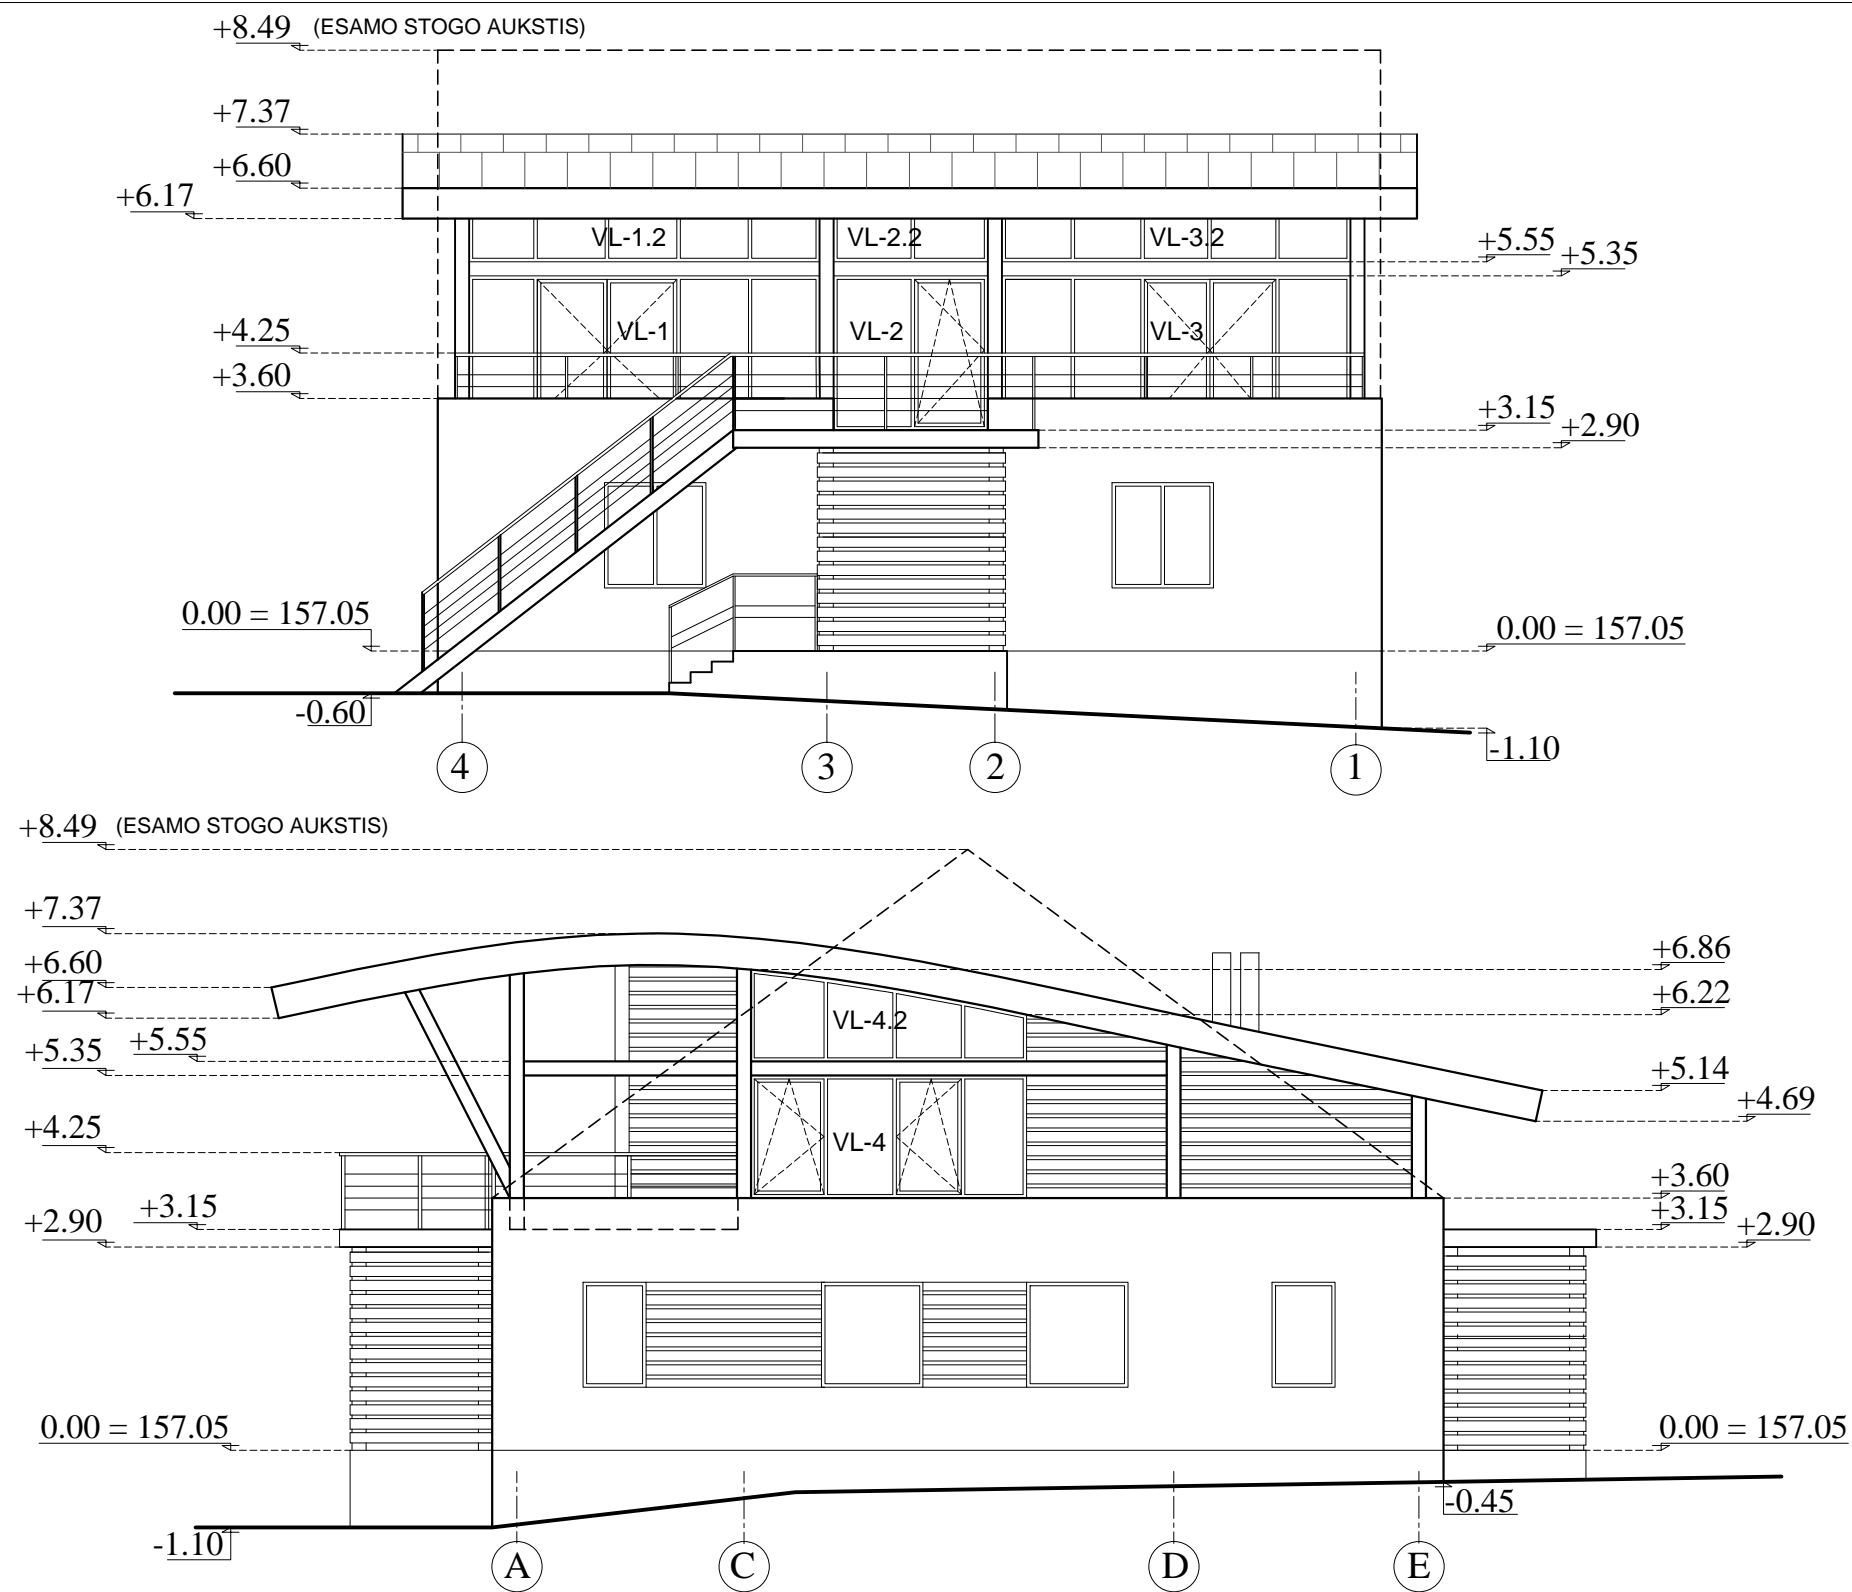 +8.49 (ESAMO STOGO AUKSTIS)
+7.37
+6.60
+6.17
VL-1.2 VL-2.2 VL-3.2
+5.55 +5.35
VL-1 VL-2 VL-3
+4.25
+3.60
+3.15
+2.90
0.00 = 157.05 0.00 = 157.05
-0.60
-1.10
4 3 2 1
+8.49 (ESAMO STOGO AUKSTIS)
+7.37
+6.60 +6.86
+6.17 +6.22
VL-4.2
+5.55
+5.35
+5.14
+4.69
+4.25
VL-4
+3.60
+3.15 +3.15
+2.90 +2.90
0.00 = 157.05 0.00 = 157.05
-0.45
-1.10
A C D E